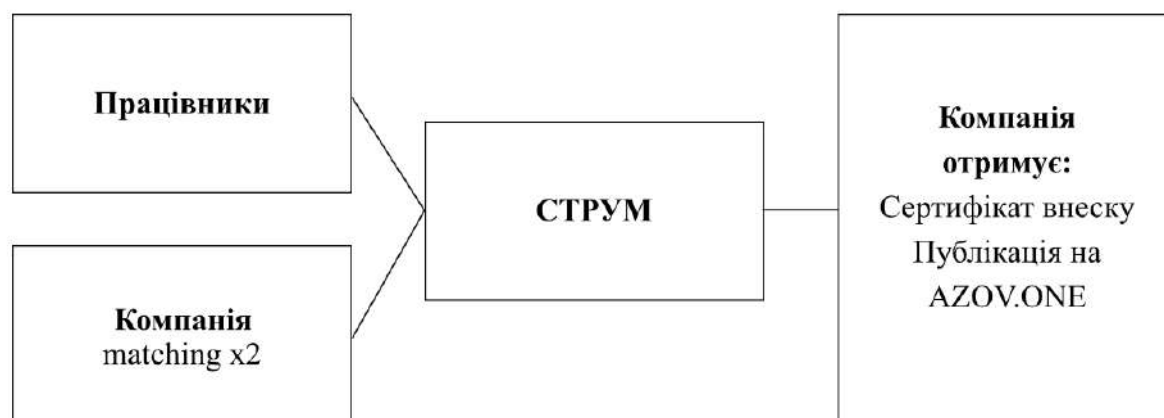 Працівники
Компанія
matching x2
СТРУМ
Компанія
отримує:
Сертифікат внеску
Публікація на
AZOV.ONE